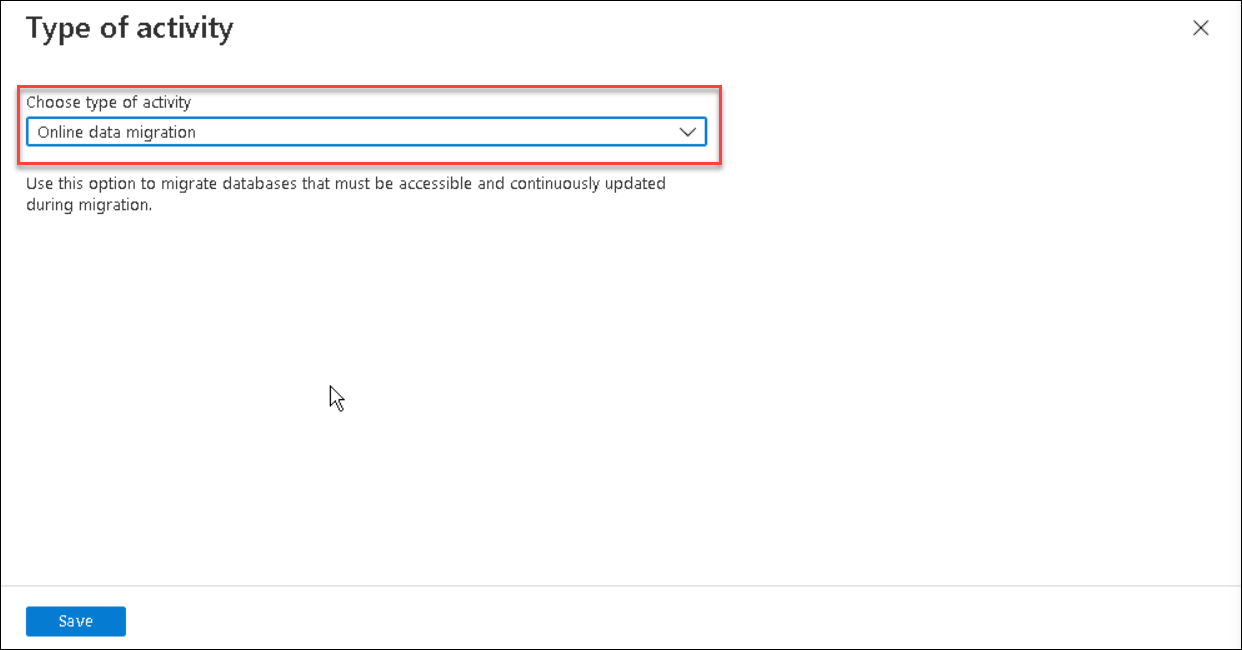 Type of activity
Choose type of activity
Online data migration
Use this option to migrate databases that must be accessible and continuously updated
during migration.
Save